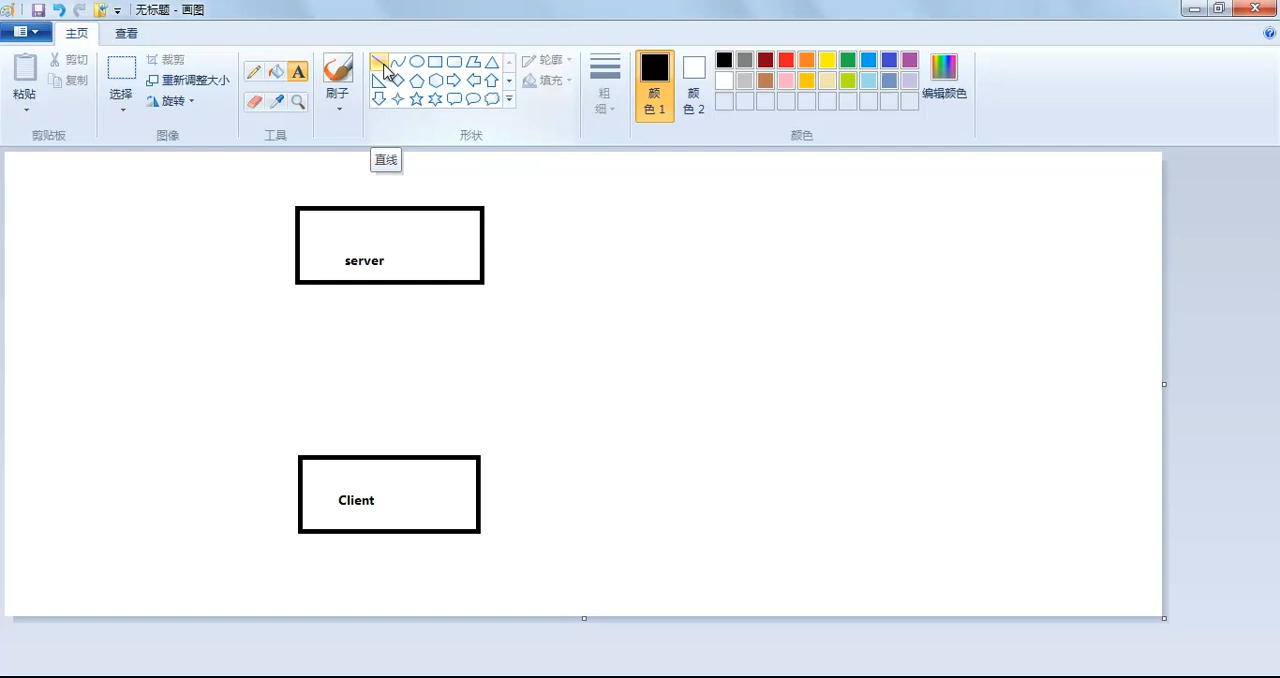 无标题 - 画图
主页
查看
粘贴
剪切
复制
剪贴板
选择
裁剪
重新调整大小
旋转
图像
A
工具
刷子
轮廓
填充
形状
粗
细
颜
色 1
颜
色 2
编辑颜色
颜色
直线
server
Client